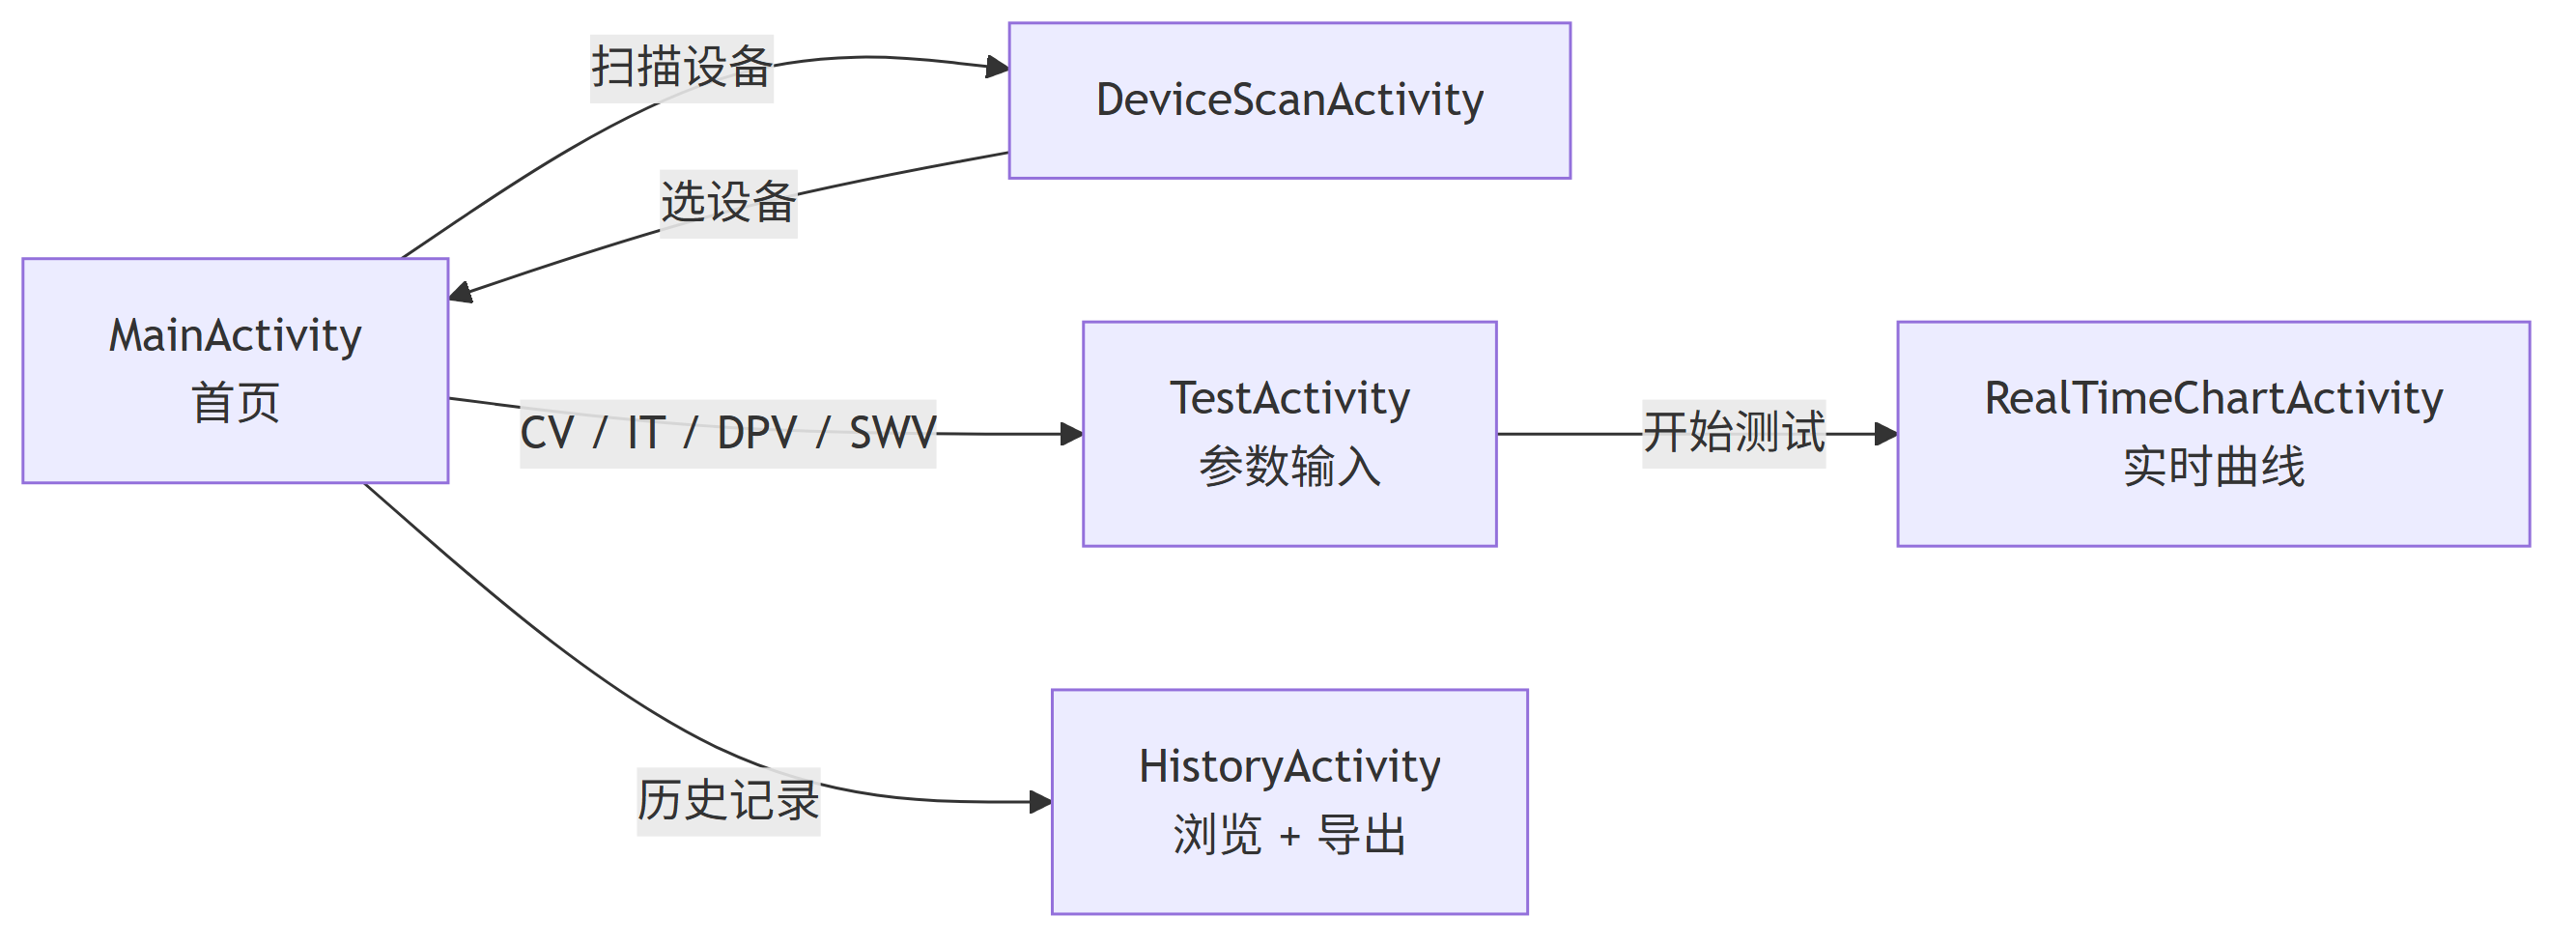 扫描设备
DeviceScanActivity
选设备
MainActivity
首页
CV / IT / DPV / SWV
TestActivity
参数输入
开始测试
RealTimeChartActivity
实时曲线
历史记录
HistoryActivity
浏览 + 导出